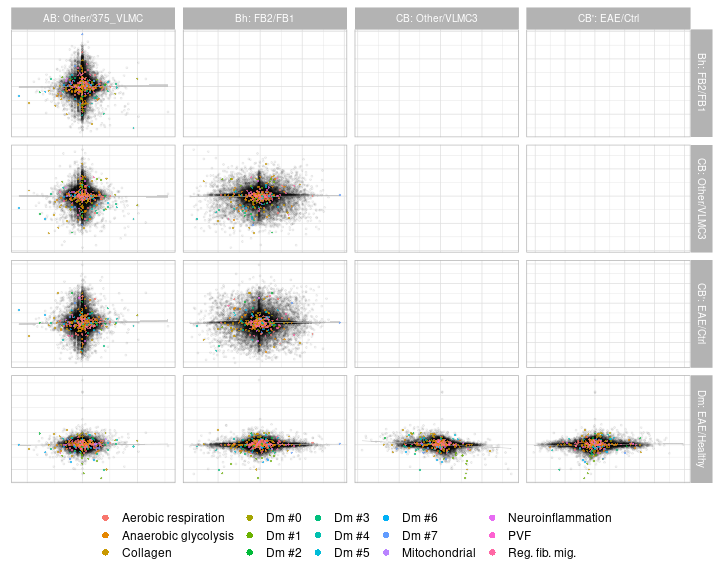 AB: Other/375_VLMC
Bh: FB2/FB1
CB: Other/VLMC3
CB': EAE/Ctrl
Bh: FB2/FB1
CB: Other/VLMC3
CB': EAE/Ctrl
Dm: EAE/Healthy
Aerobic respiration
Dm #0
Dm #3
Dm #6
Neuroinflammation
Anaerobic glycolysis
Dm #1
Dm #4
Dm #7
PVF
Collagen
Dm #2
Dm #5
Mitochondrial
Reg. fib. mig.